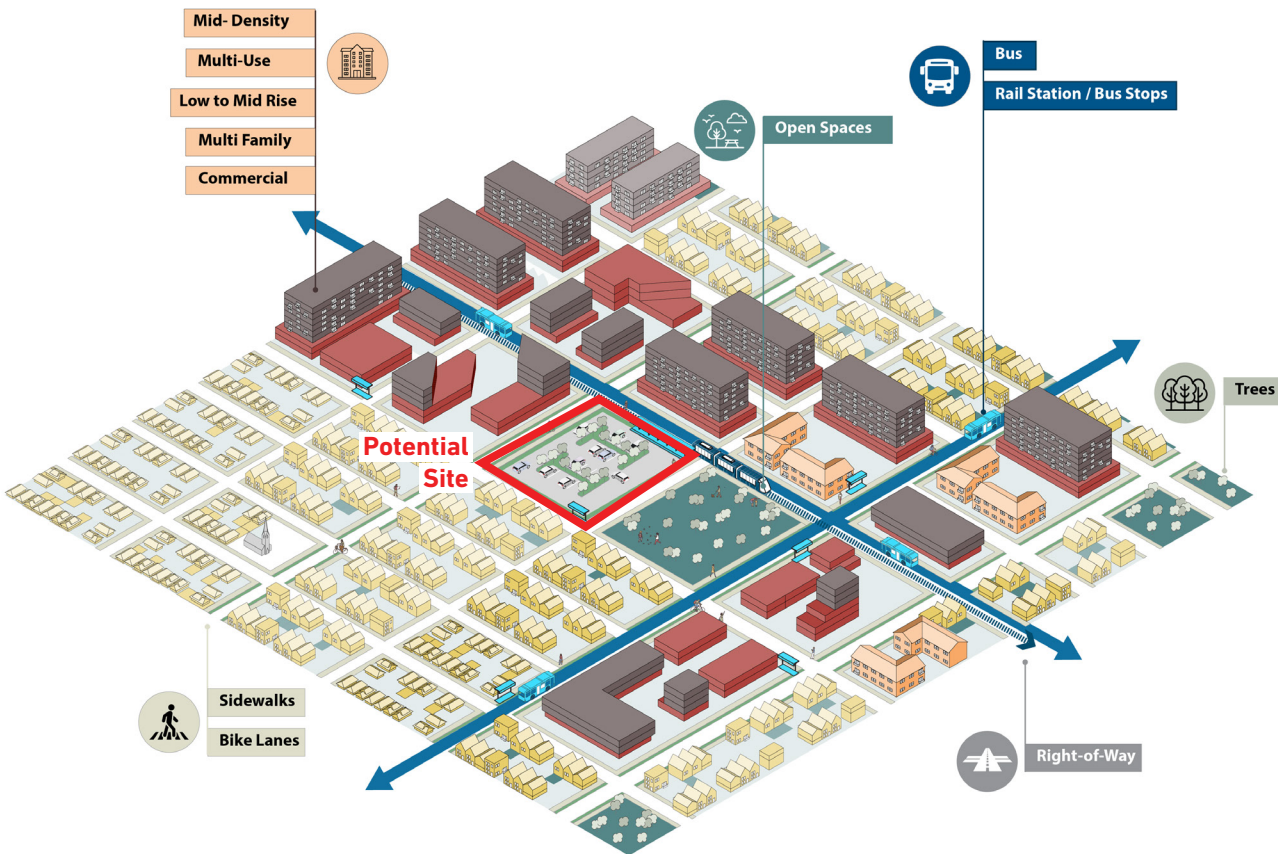 Mid- Density
Multi-Use
Low to Mid Rise
Multi Family
Commercial
Bus
Rail Station / Bus Stops
Open Spaces
Trees
Potential
Site
Sidewalks
Bike Lanes
Right-of-Way